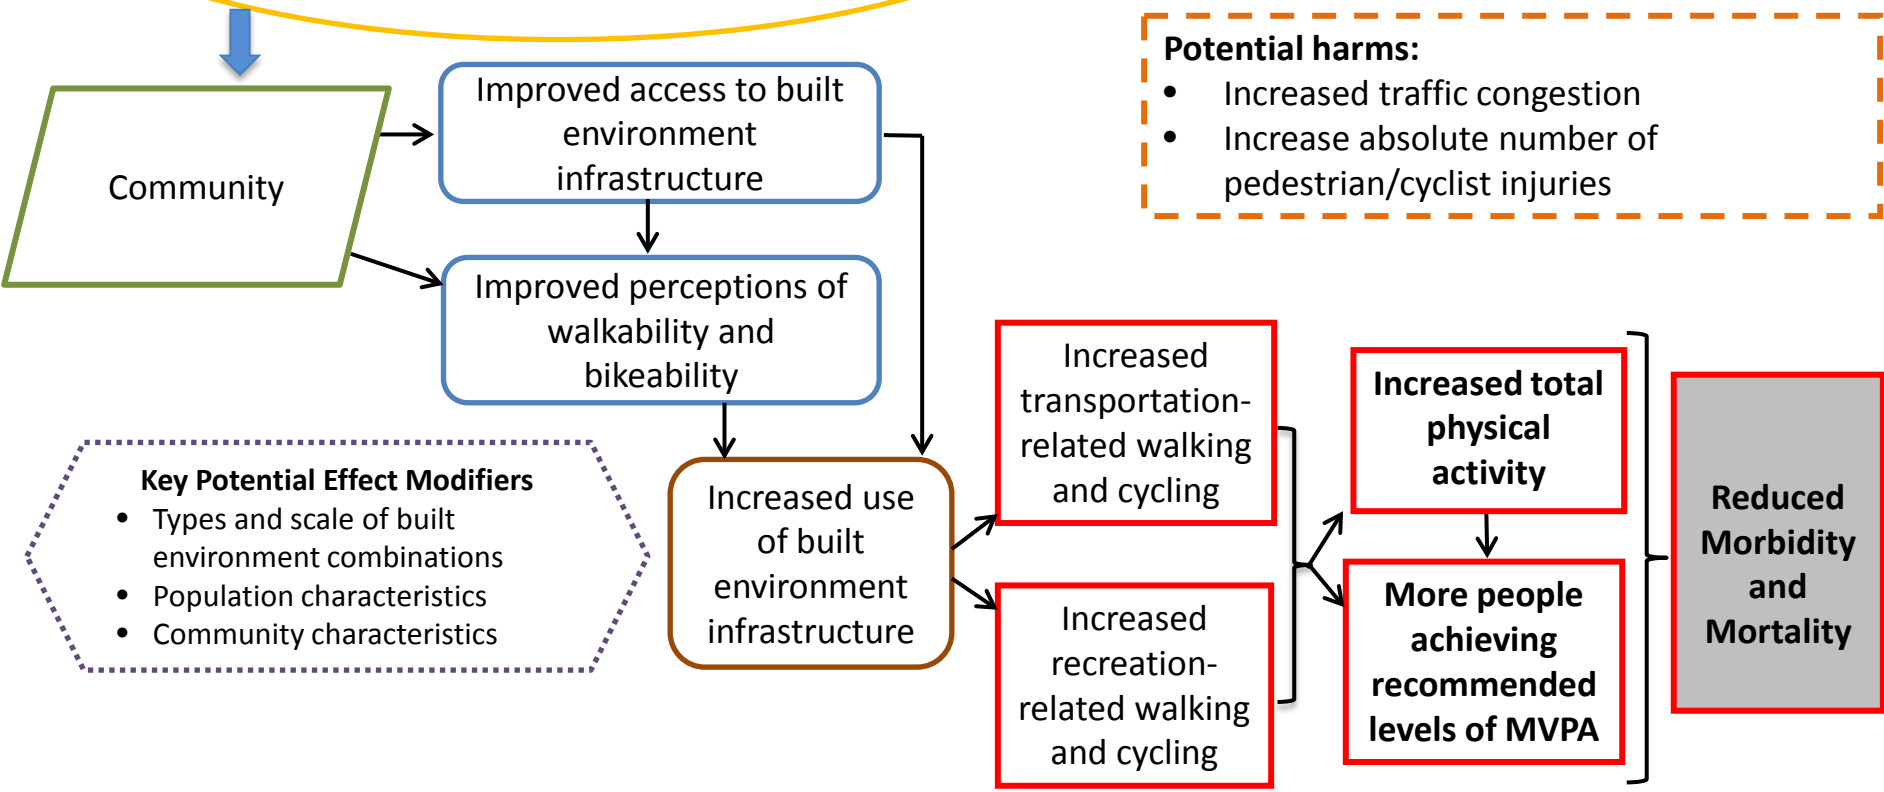 Potential harms:
• Increased traffic congestion
• Increase absolute number of
pedestrian/cyclist injuries
Community
Improved access to built
environment
infrastructure
Improved perceptions of
walkability and
bikeability
Key Potential Effect Modifiers
• Types and scale of built
environment combinations
• Population characteristics
• Community characteristics
Increased use
of built
environment
infrastructure
Increased
transportation-
related walking
and cycling
Increased
recreation-
related walking
and cycling
Increased total
physical
activity
More people
achieving
recommended
levels of MVPA
Reduced
Morbidity
and
Mortality